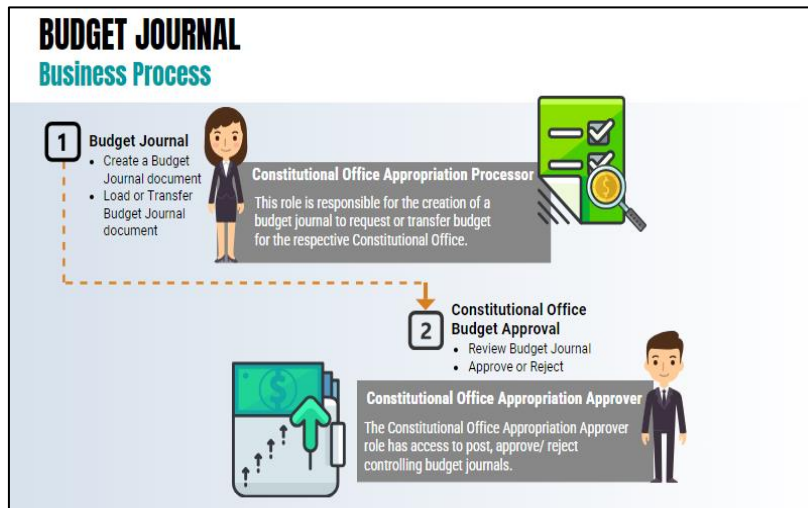 BUDGET JOURNAL
Business Process
1
Budget Journal
• Create a Budget
Journal document
• Load or Transfer
Budget Journal
document
Constitutional Office Appropriation Processor
This role is responsible for the creation of a
budget journal to request or transfer budget
for the respective Constitutional Office.
2
Constitutional Office
Budget Approval
• Review Budget Journal
• Approve or Reject
Constitutional Office Appropriation Approver
The Constitutional Office Appropriation Approver
role has access to post, approve/ reject
controlling budget journals.